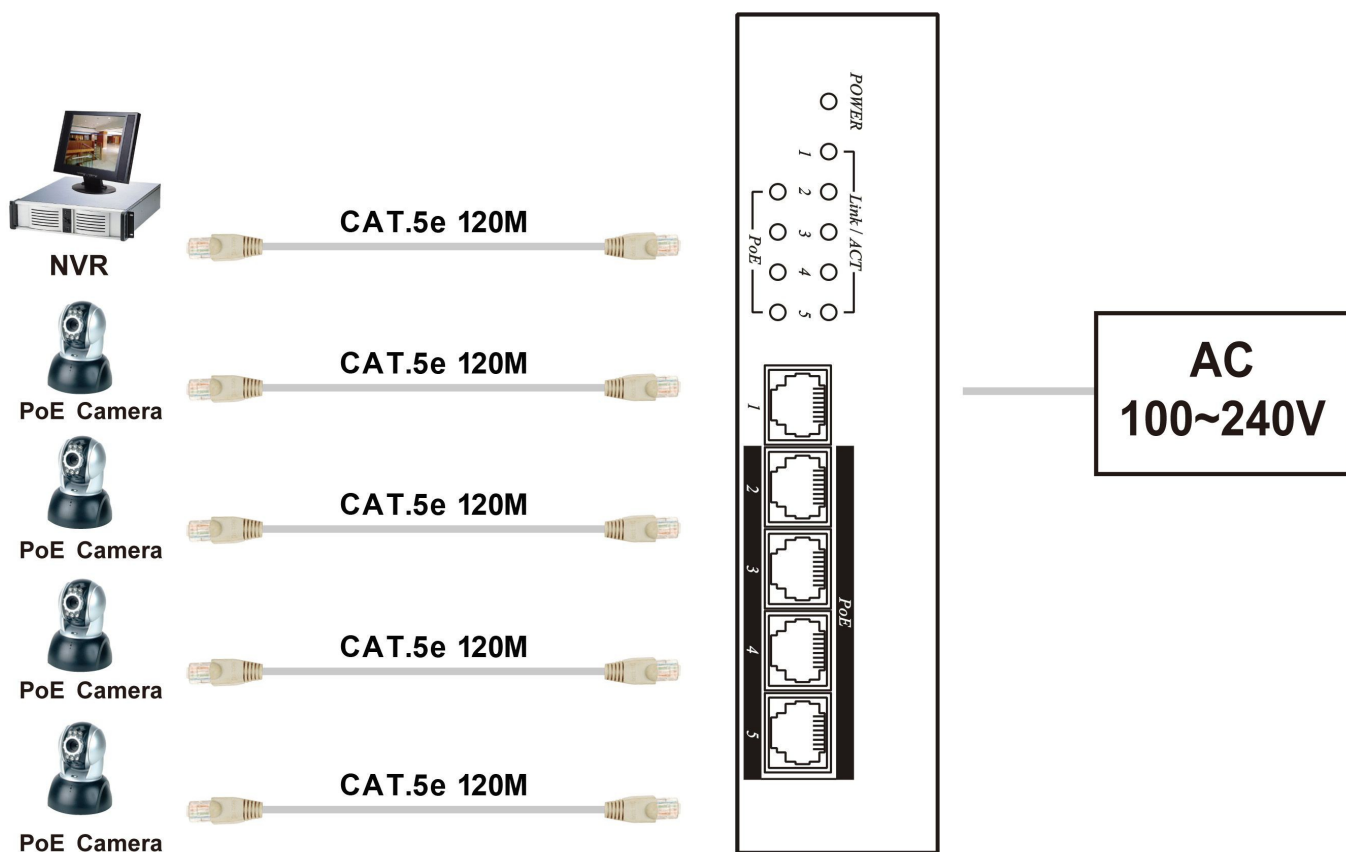 NVR
CAT.5e 120M
PoE Camera
CAT.5e 120M
PoE Camera
CAT.5e 120M
PoE Camera
CAT.5e 120M
PoE Camera
CAT.5e 120M
POWER
1
2
3
4
5
Link / ACT
PoE
1
2
3
4
5
PoE
AC
100~240V